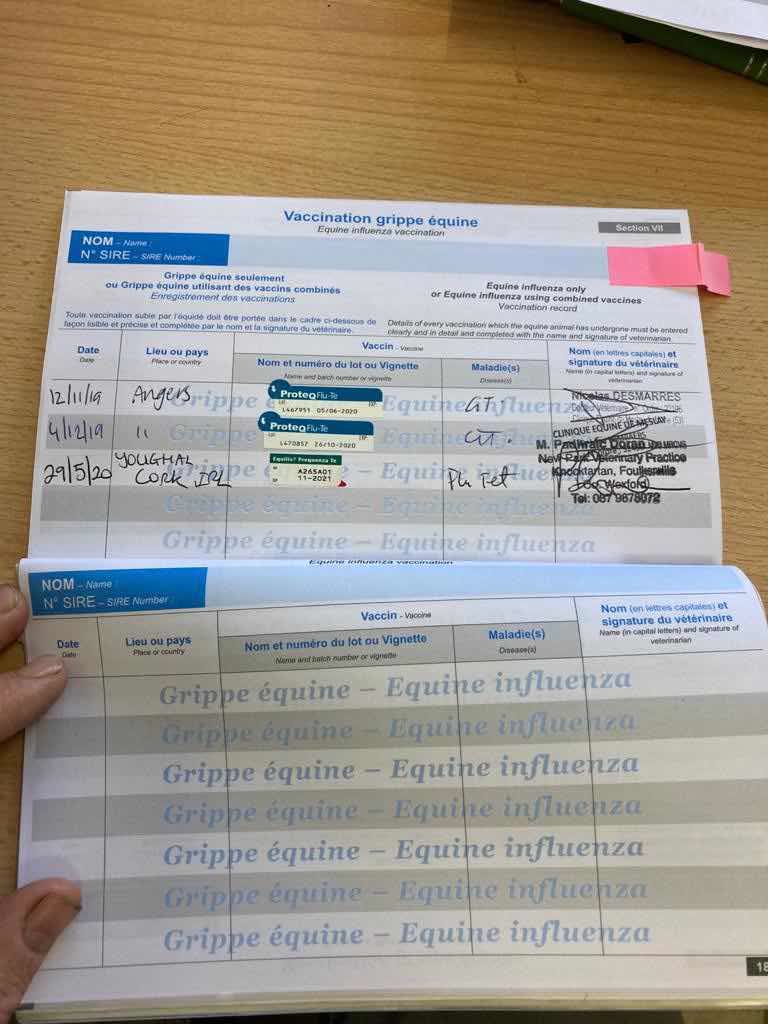 Vaccination grippe équine
Equine influenza vaccination
Section VII
NOM – Name :
N° SIRE – SIRE Number :
Grippe équine seulement
ou Grippe équine utilisant des vaccins combinés
Enregistrement des vaccinations
Equine influenza only
or Equine influenza using combined vaccines
Vaccination record
Toute vaccination subie par l'équidé doit être portée dans le cadre ci-dessous de
façon lisible et précise et complétée par le nom et la signature du vétérinaire.
Details of every vaccination which the equine animal has undergone must be entered
clearly and in detail and completed with the name and signature of veterinarian.
Date
Date
Lieu ou pays
Place or country
Vaccin - Vaccine
Nom et numéro du lot ou Vignette
Name and batch number or vignette
Maladie(s)
Disease(s)
Nom (en lettres capitales) et
signature du vétérinaire
Name (in capital letters) and signature of
veterinarian
12/11/19 Angers ProteqFlu-Te L467951 05/06/2020 GT. Nicolas DESMARRES
4/12/19 " ProteqFlu-Te L470857 26/10/2020 GT. CLINIQUE EQUINE DE MESLAY
29/5/20 YOUGHAL
CORK IRL
Equilis Prequenza Te
A265A01
11-2021
Flu Tet
M. Padhraic Doran
New Park Veterinary Practice
Knocktartan, Foulksmills
Co. Wexford
Tel: 087 9678072
Grippe équine – Equine influenza
Grippe équine – Equine influenza
Grippe équine – Equine influenza
Grippe équine – Equine influenza
Grippe équine – Equine influenza
Equine influenza vaccination
NOM – Name :
N° SIRE – SIRE Number :
Date
Date
Lieu ou pays
Place or country
Vaccin - Vaccine
Nom et numéro du lot ou Vignette
Name and batch number or vignette
Maladie(s)
Disease(s)
Nom (en lettres capitales) et
signature du vétérinaire
Name (in capital letters) and signature of
veterinarian
Grippe équine – Equine influenza
Grippe équine – Equine influenza
Grippe équine – Equine influenza
Grippe équine – Equine influenza
Grippe équine – Equine influenza
Grippe équine – Equine influenza
Grippe équine – Equine influenza
18